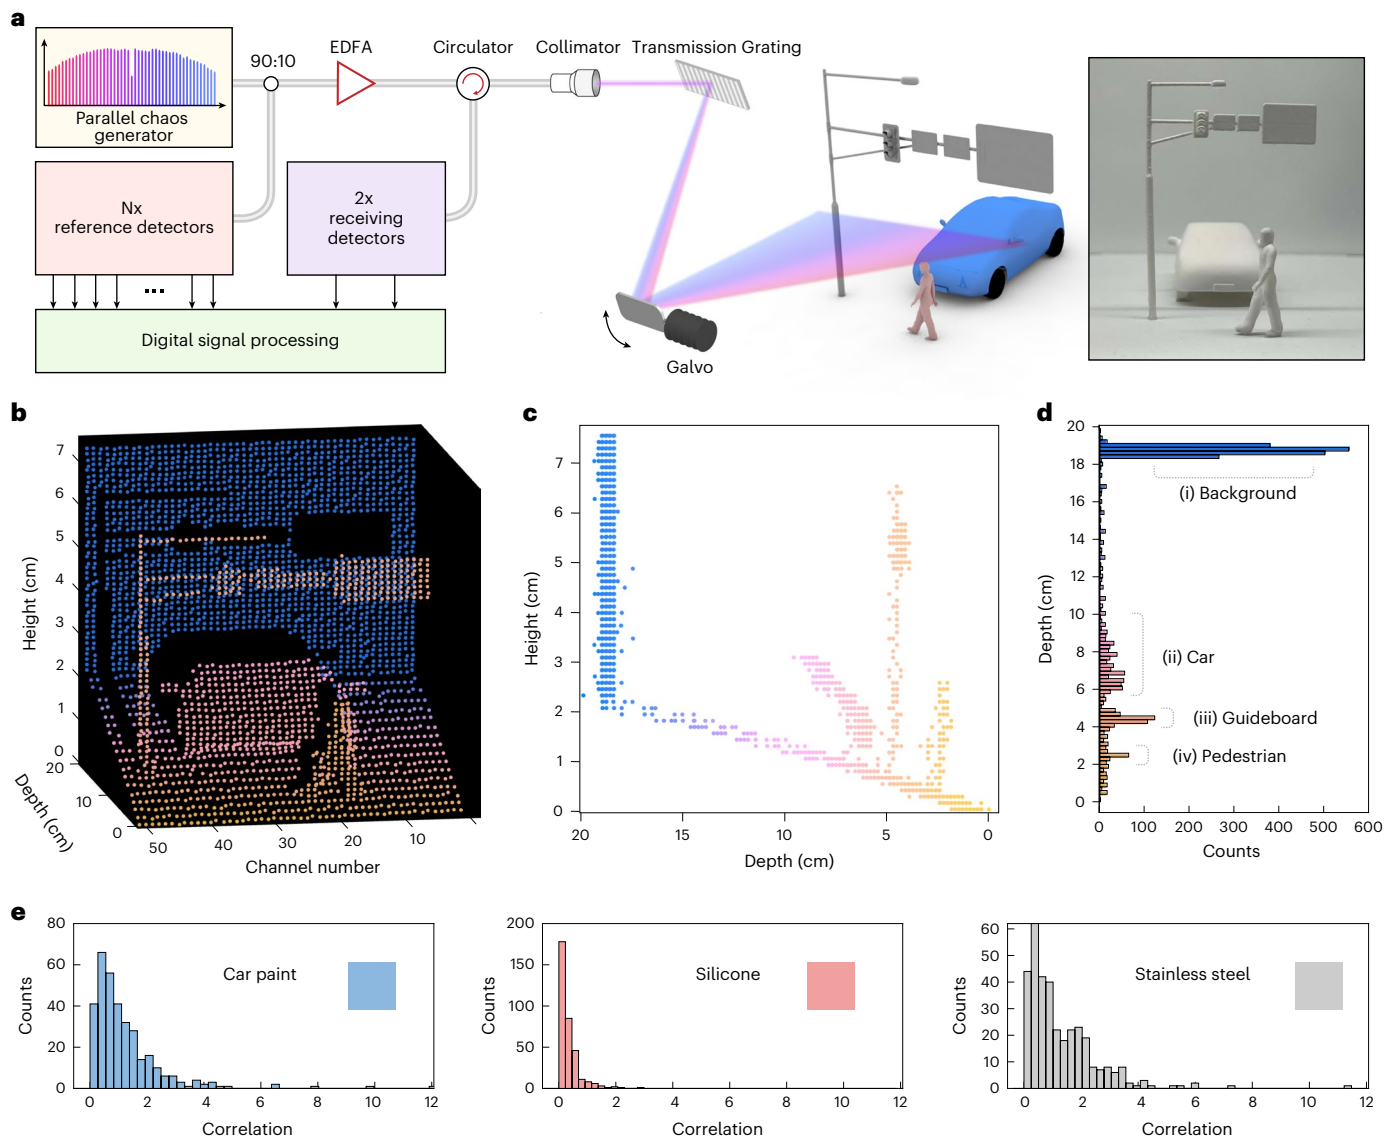 a
Parallel chaos
generator
90:10
EDFA
Circulator
Collimator
Transmission Grating
Nx
reference detectors
2x
receiving
detectors
...
Digital signal processing
Galvo
b
Height (cm)
7
6
5
4
3
2
1
0
20
10
0
Depth (cm)
50
40
30
20
10
Channel number
c
Height (cm)
7
6
5
4
3
2
1
0
20
15
10
5
0
Depth (cm)
d
Depth (cm)
20
18
16
14
12
10
8
6
4
2
0
(i) Background
(ii) Car
(iii) Guideboard
(iv) Pedestrian
0
100
200
300
400
500
600
Counts
e
Counts
80
60
40
20
0
Car paint
0
2
4
6
8
10
12
Correlation
Counts
200
150
100
50
0
Silicone
0
2
4
6
8
10
12
Correlation
Counts
60
50
40
30
20
10
0
Stainless steel
0
2
4
6
8
10
12
Correlation